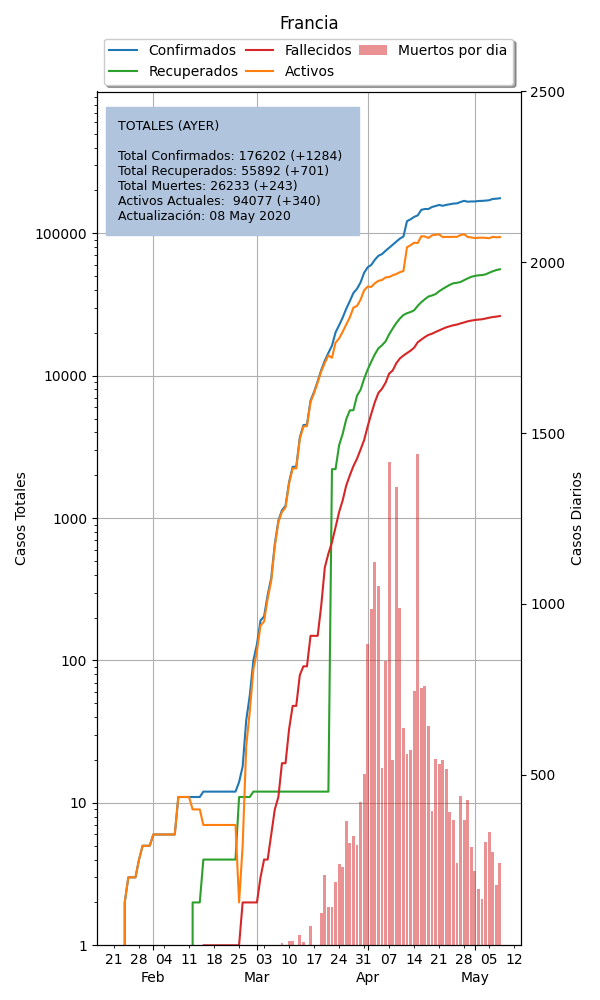 Francia
Confirmados
Fallecidos
Muertos por dia
Recuperados
Activos
TOTALES (AYER)
Total Confirmados: 176202 (+1284)
Total Recuperados: 55892 (+701)
Total Muertes: 26233 (+243)
Activos Actuales:  94077 (+340)
Actualización: 08 May 2020
100000
10000
1000
100
10
1
Casos Totales
2500
2000
1500
1000
500
Casos Diarios
21 28 04 11 18 25 03 10 17 24 31 07 14 21 28 05 12
Feb Mar Apr May